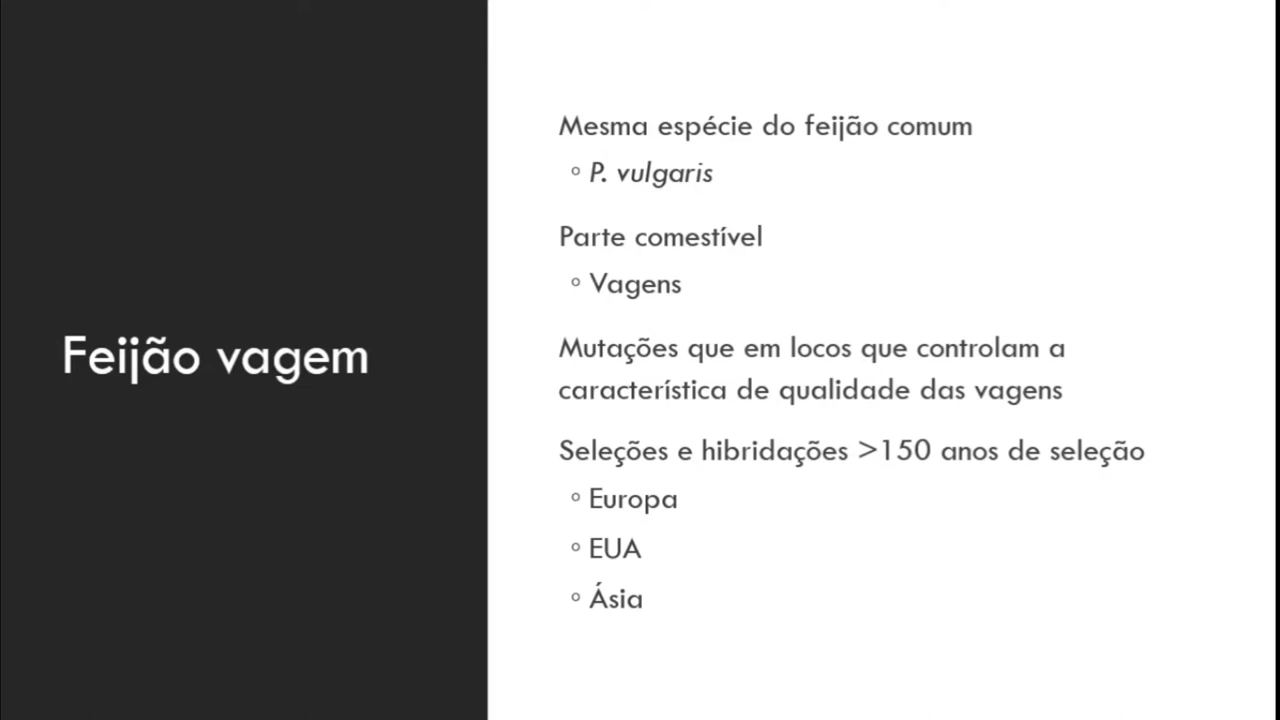 Feijão vagem
Mesma espécie do feijão comum
◦ P. vulgaris
Parte comestível
◦ Vagens
Mutações que em locos que controlam a
característica de qualidade das vagens
Seleções e hibridações >150 anos de seleção
◦ Europa
◦ EUA
◦ Ásia